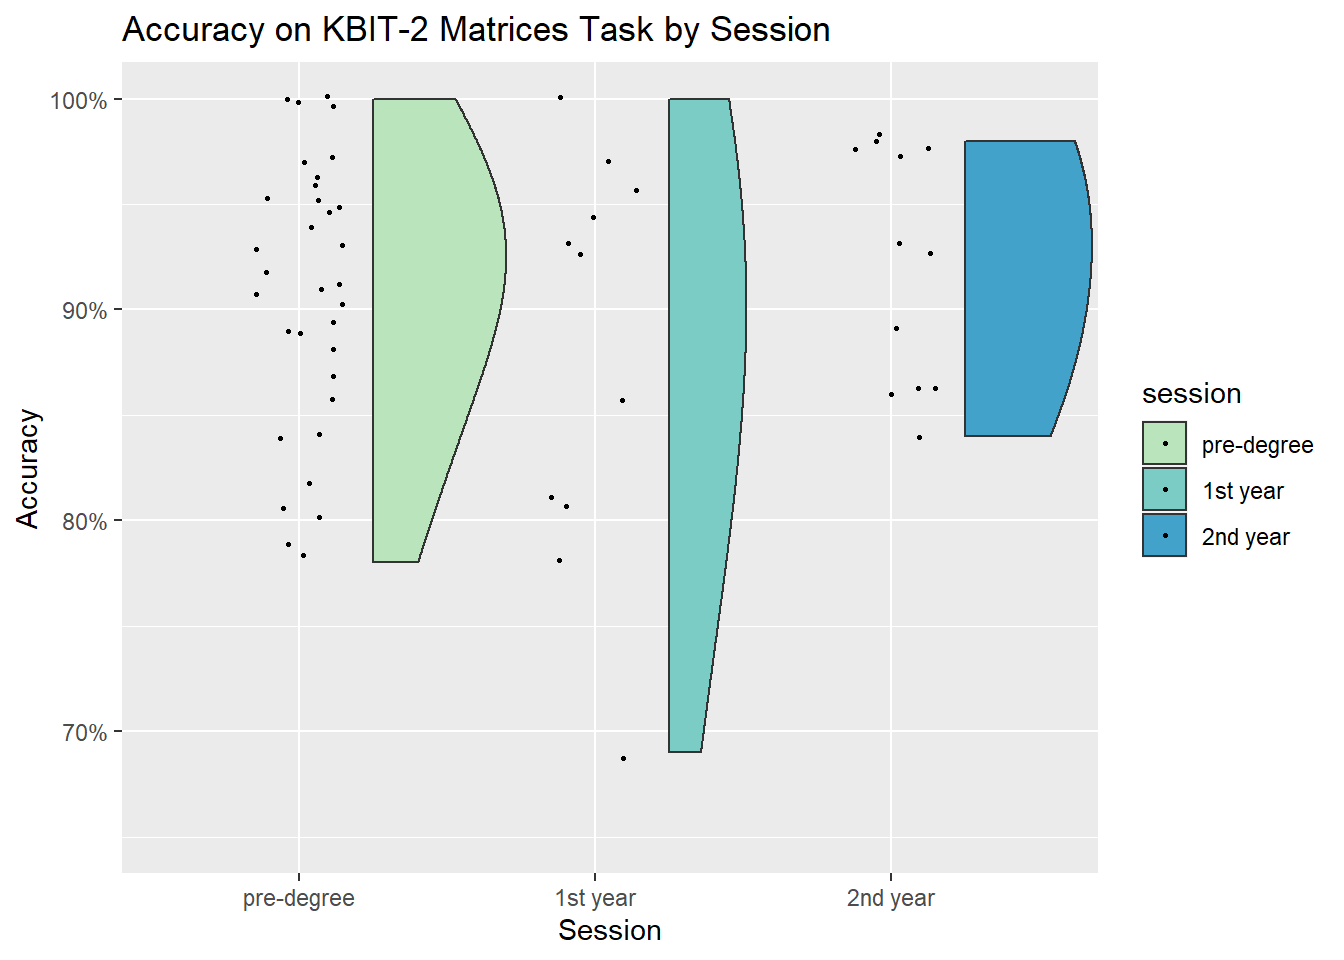 Accuracy on KBIT-2 Matrices Task by Session
100%
90%
80%
70%
Accuracy
pre-degree
1st year
2nd year
Session
session
pre-degree
1st year
2nd year